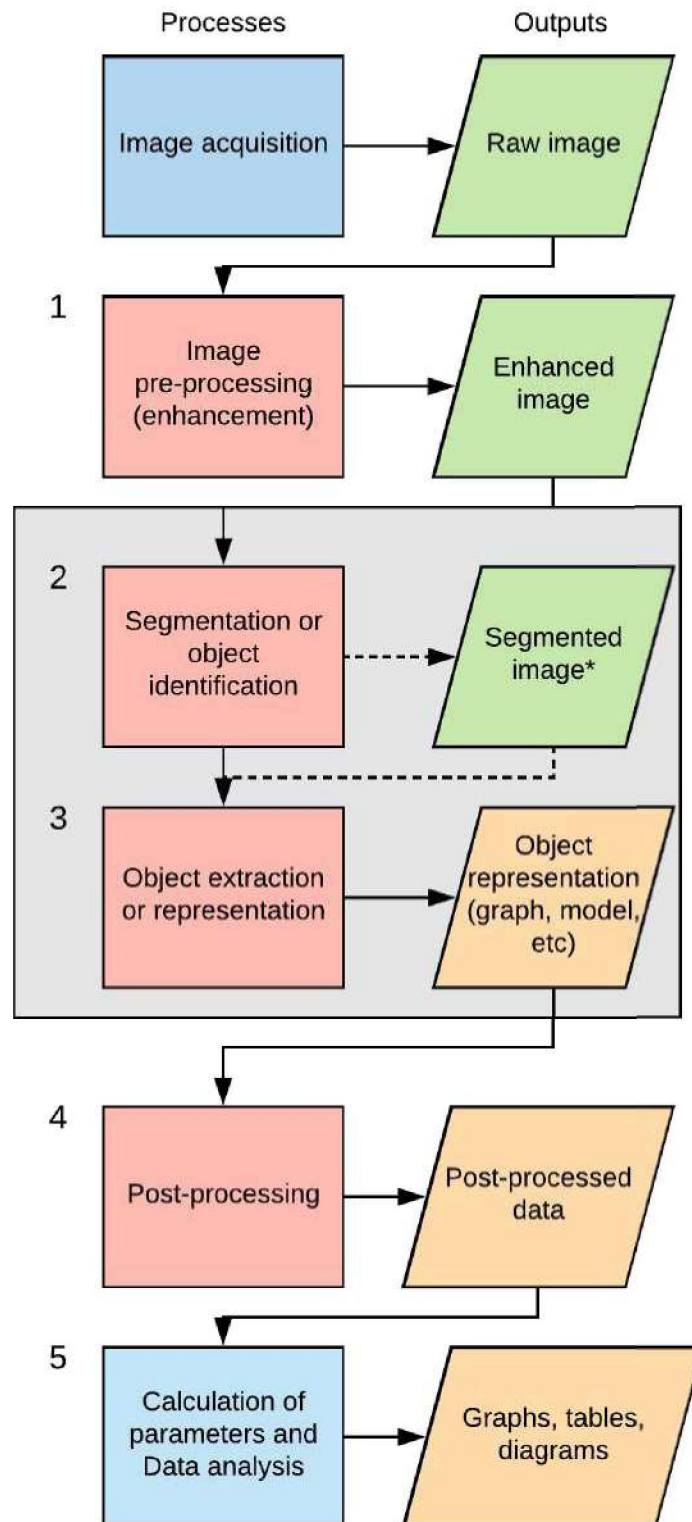 Processes
Outputs
Image acquisition
Raw image
1
Image
pre-processing
(enhancement)
Enhanced
image
2
Segmentation or
object
identification
Segmented
image*
3
Object extraction
or representation
Object
representation
(graph, model,
etc)
4
Post-processing
Post-processed
data
5
Calculation of
parameters and
Data analysis
Graphs, tables,
diagrams